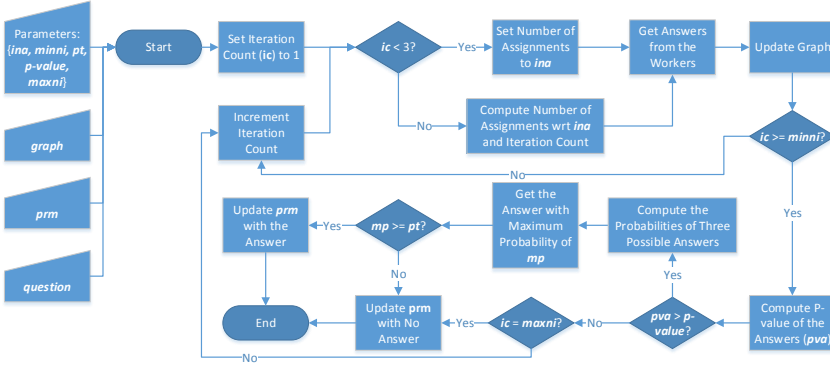 Parameters:
{ina, minni, pt,
p-value,
maxni}
Start
Set Iteration
Count (ic) to 1
ic < 3?
Yes
Set Number of
Assignments
to ina
Get Answers
from the
Workers
Update Graph
graph
Increment
Iteration
Count
No
Compute Number of
Assignments wrt ina
and Iteration Count
ic >= minni?
No
prm
Update prm
with the
Answer
Yes
mp >= pt?
Get the
Answer with
Maximum
Probability of
mp
Compute the
Probabilities of Three
Possible Answers
Yes
question
No
Yes
End
Update prm
with No
Answer
Yes
ic = maxni?
No
pva > p-
value?
Compute P-
value of the
Answers (pva)
No